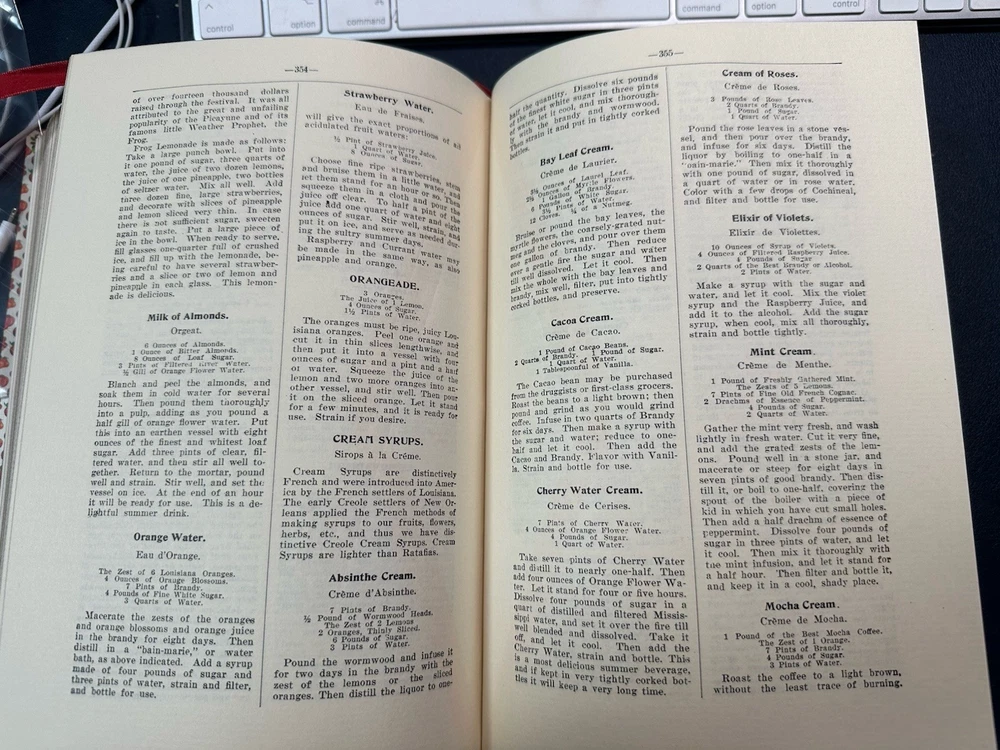 control
option
command
command
option
control
—354—
of over fourteen thousand dollars
raised through the festival. It was all
attributed to the great and unfailing
popularity of the Picayune and of its
famous little Weather Prophet, the
Frog.
Frog Lemonade is made as follows:
Take a large punch bowl. Put into
it one pound of sugar, three quarts of
water, the juice of two dozen lemons,
the juice of one pineapple, two bottles
of seltzer water. Mix all well. Add
three dozen fine, large strawberries,
and decorate with slices of pineapple
and lemon sliced very thin. In case
there is not sufficient sugar, sweeten
again to taste. Put a large piece of
ice in the bowl. When ready to serve,
fill glasses one-quarter full of crushed
ice, and fill up with the lemonade, be-
ing careful to have several strawber-
ries and a slice or two of lemon and
pineapple in each glass. This lemon-
ade is delicious.
Milk of Almonds.
Orgeat.
6 Ounces of Almonds.
1 Ounce of Bitter Almonds.
8 Ounces of Loaf Sugar.
3 Pints of Filtered River Water.
½ Gill of Orange Flower Water.
Blanch and peel the almonds, and
soak them in cold water for several
hours. Then pound them thoroughly
into a pulp, adding as you pound a
half gill of orange flower water. Put
this into an earthen vessel with eight
ounces of the finest and whitest loaf
sugar. Add three pints of clear, fil-
tered water, and then stir all well to-
gether. Return to the mortar, pound
well and strain. Stir well, and set the
vessel on ice. At the end of an hour
it will be ready for use. This is a de-
lightful summer drink.
Orange Water.
Eau d'Orange.
The Zest of 6 Louisiana Oranges.
4 Ounces of Orange Blossoms.
7 Pints of Brandy.
4 Pounds of Fine White Sugar.
3 Quarts of Water.
Macerate the zests of the oranges
and orange blossoms and orange juice
in the brandy for eight days. Then
distill in a "bain-marie," or water
bath, as above indicated. Add a syrup
made of four pounds of sugar and
three pints of water, strain and filter,
and bottle for use.
Strawberry Water.
Eau de Fraises.
will give the exact proportions of all
acidulated fruit waters:
½ Pint of Strawberry Juice.
1 Quart of Water.
8 Ounces of Sugar.
Choose fine ripe strawberries, stem
and bruise them in a little water, and
let them stand for an hour or so. Then
squeeze them in a cloth and pour the
juice off clear. To half a pint of the
juice add one quart of water and eight
ounces of sugar. Stir well, strain, and
put it on ice, and serve as needed dur-
ing the sultry summer days.
Raspberry and Currant water may
be made in the same way, as also
pineapple and orange.
ORANGEADE.
3 Oranges.
The Juice of 1 Lemon.
4 Ounces of Sugar.
1½ Pints of Water.
The oranges must be ripe, juicy Lou-
isiana oranges. Peel one orange and
cut it in thin slices lengthwise, and
then put it into a vessel with four
ounces of sugar and a pint and a half
of water. Squeeze the juice of the
lemon and two more oranges into an-
other vessel, and stir well. Then pour
it on the sliced orange. Let it stand
for a few minutes, and it is ready for
use. Strain if you desire.
CREAM SYRUPS.
Sirops à la Créme.
Cream Syrups are distinctively
French and were introduced into Amer-
ica by the French settlers of Louisiana.
The early Creole settlers of New Or-
leans applied the French methods of
making syrups to our fruits, flowers,
herbs, etc., and thus we have dis-
tinctive Creole Cream Syrups. Cream
Syrups are lighter than Ratafias.
Absinthe Cream.
Crème d'Absinthe.
7 Pints of Brandy.
½ Pound of Wormwood Heads.
The Zest of 2 Lemons
2 Oranges, Thinly Sliced.
6 Pounds of Sugar.
3 Pints of Water.
Pound the wormwood and infuse it
for two days in the brandy with the
zest of the lemons or the sliced
oranges. Then distill the liquor to one-
—355—
half of the quantity. Dissolve six pounds
of the finest white sugar in three pints
of water, let it cool, and mix thorough-
ly with the brandy and wormwood.
Then strain it and put in tightly corked
bottles.
Bay Leaf Cream.
Crème de Laurier.
3½ Ounces of Laurel Leaf.
Ounces of Myrtle Flowers.
1 Gallon of Brandy.
6 Pounds of White Sugar.
3½ Pints of Water.
12 Cloves. ¾ of a Nutmeg.
Bruise or pound the bay leaves, the
myrtle flowers, the coarsely-grated nut-
meg and the cloves, and pour over them
one gallon of brandy. Then reduce
over a gentle fire the sugar and water
till well dissolved. Let it cool. Then
mix the whole with the bay leaves and
brandy, mix well, filter, put into tightly
corked bottles, and preserve.
Cacoa Cream.
Crème de Cacao.
1 Pound of Cacao Beans.
2 Quarts of Brandy. 1 Pound of Sugar.
1 Quart of Water.
1 Tablespoonful of Vanilla.
The Cacao bean may be purchased
from the druggists or first-class grocers.
Roast the beans to a light brown; then
pound and grind as you would grind
coffee. Infuse in two quarts of Brandy
for six days. Then make a syrup with
the sugar and water; reduce to one-
half and let it cool. Then add the
Cacao and Brandy. Flavor with Vanil-
la. Strain and bottle for use.
Cherry Water Cream.
Crème de Cerises.
7 Pints of Cherry Water.
4 Ounces of Orange Flower Water.
4 Pounds of Sugar.
1 Quart of Water.
Take seven pints of Cherry Water
and distill it to nearly one-half. Then
add four ounces of Orange Flower Wa-
ter. Let it stand for four or five hours.
Dissolve four pounds of sugar in a
quart of distilled and filtered Missis-
sippi water, and set it over the fire till
well blended and dissolved. Take it
off, and let it cool. Then add the
Cherry Water, strain and bottle. This
is a most delicious summer beverage,
and if kept in very tightly corked bot-
tles it will keep a very long time.
Cream of Roses.
Crême de Roses.
3 Pounds of Rose Leaves.
2 Quarts of Brandy.
1 Pound of Sugar.
1 Quart of Water.
Pound the rose leaves in a stone ves-
sel, and then pour over the brandy,
and infuse for six days. Distill the
liquor by boiling to one-half in a
"oain-marie." Then mix it thoroughly
with one pound of sugar, dissolved in
a quart of water or in rose water,
Color with a few drops of Cochineal,
and filter and bottle for use.
Elixir of Violets.
Elixir de Violettes.
10 Ounces of Syrup of Violets.
4 Ounces of Filtered Raspberry Juice.
4 Pounds of Sugar
2 Quarts of the Best Brandy or Alcohol.
2 Pints of Water.
Make a syrup with the sugar and
water, and let it cool. Mix the violet
syrup and the Raspberry Juice, and
add it to the alcohol. Add the sugar
syrup, when cool, mix all thoroughly,
strain and bottle tightly.
Mint Cream.
Crème de Menthe.
1 Pound of Freshly Gathered Mint.
The Zests of 5 Lemons.
7 Pints of Fine Old French Cognac.
2 Drachms of Essence of Peppermint.
4 Pounds of Sugar.
2 Quarts of Water.
Gather the mint very fresh, and wash
lightly in fresh water. Cut it very fine,
and add the grated zests of the lem-
ons. Pound well in a stone jar, and
macerate or steep for eight days in
seven pints of good brandy. Then dis-
till it, or boil to one-half, covering the
spout of the boiler with a piece of
kid in which you have cut small holes.
Then add a half drachm of essence of
peppermint. Dissolve four pounds of
sugar in three pints of water, and let
it cool. Then mix it thoroughly with
the mint infusion, and let it stand for
a half hour. Then filter and bottle it,
and keep it in a cool, shady place.
Mocha Cream.
Crème de Mocha.
1 Pound of the Best Mocha Coffee.
The Zest of 1 Orange.
7 Pints of Brandy.
4 Pounds of Sugar.
3 Pints of Water.
Roast the coffee to a light brown,
without the least trace of burning.